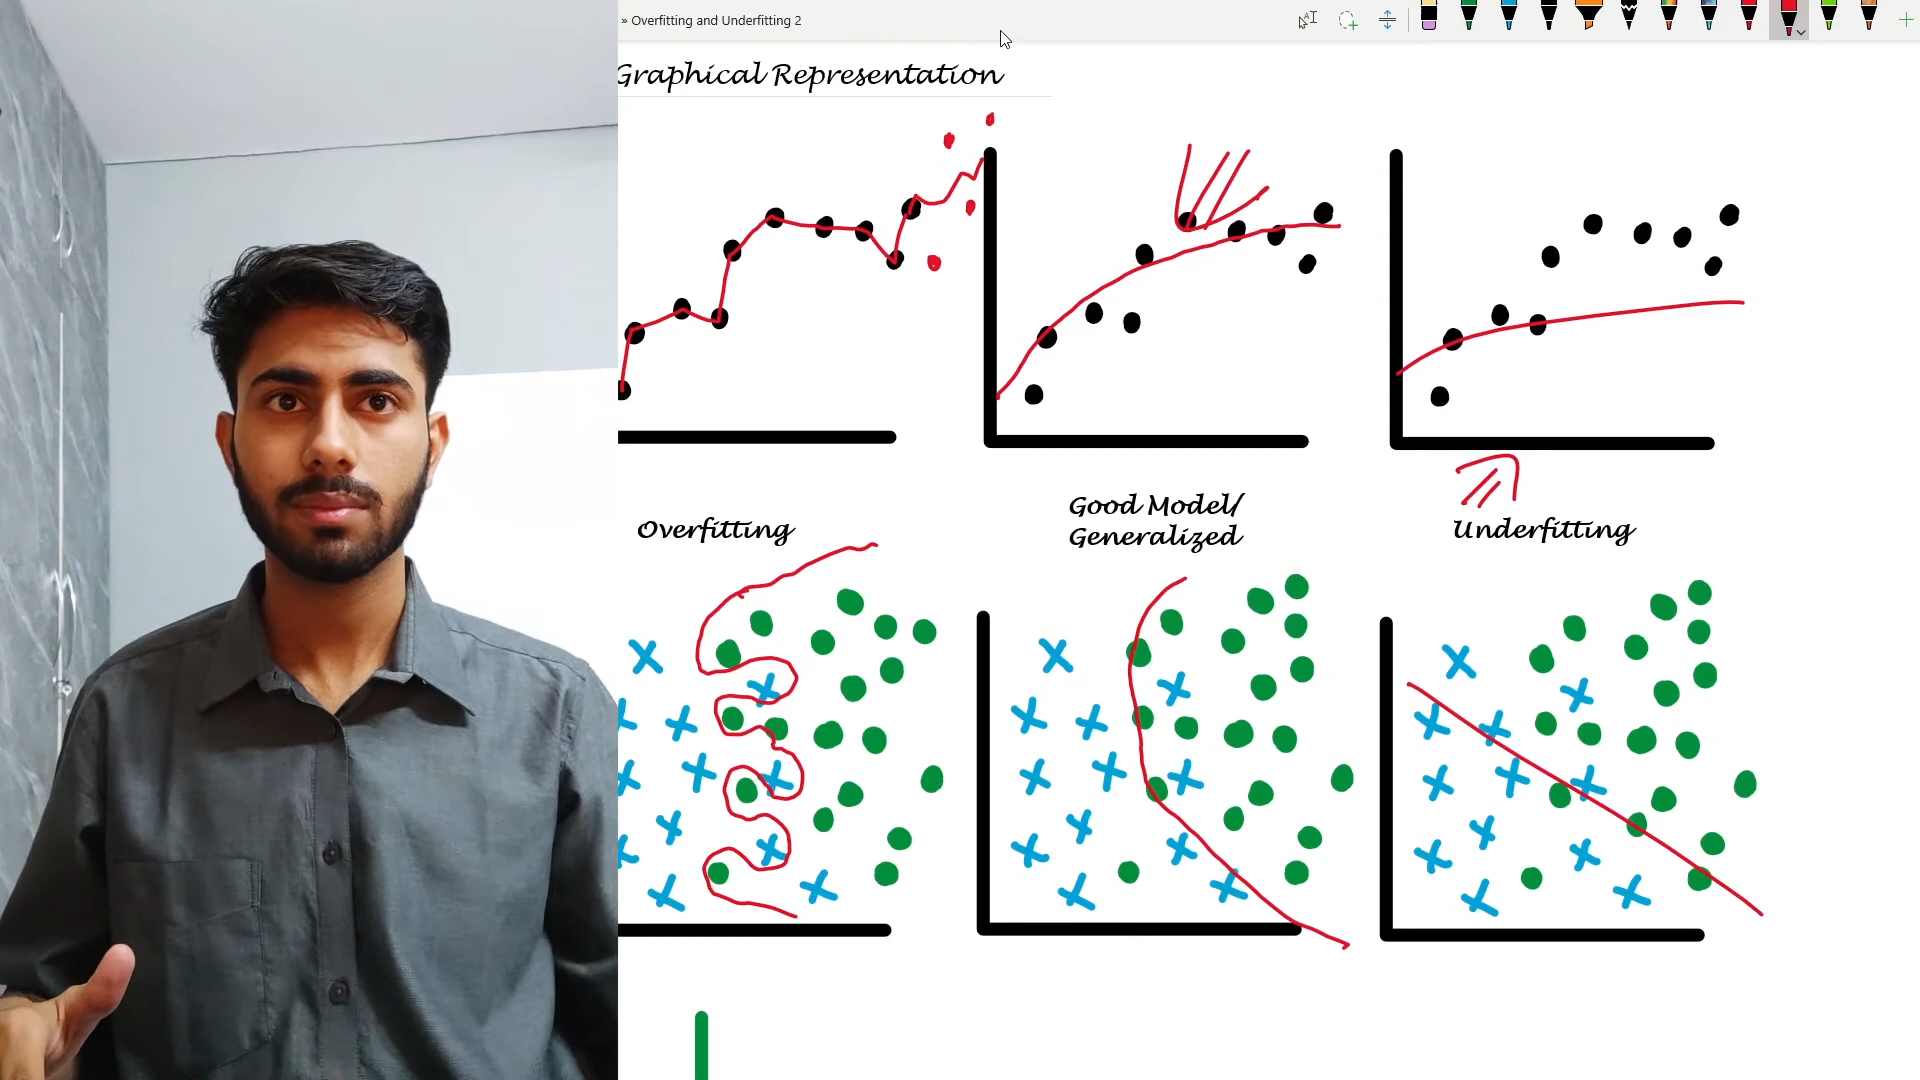 » Overfitting and Underfitting 2
Graphical Representation
Overfitting
Good Model/
Generalized
Underfitting